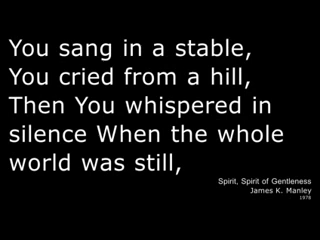 You sang in a stable,
You cried from a hill,
Then You whispered in
silence When the whole
world was still,
Spirit, Spirit of Gentleness
James K. Manley
1978